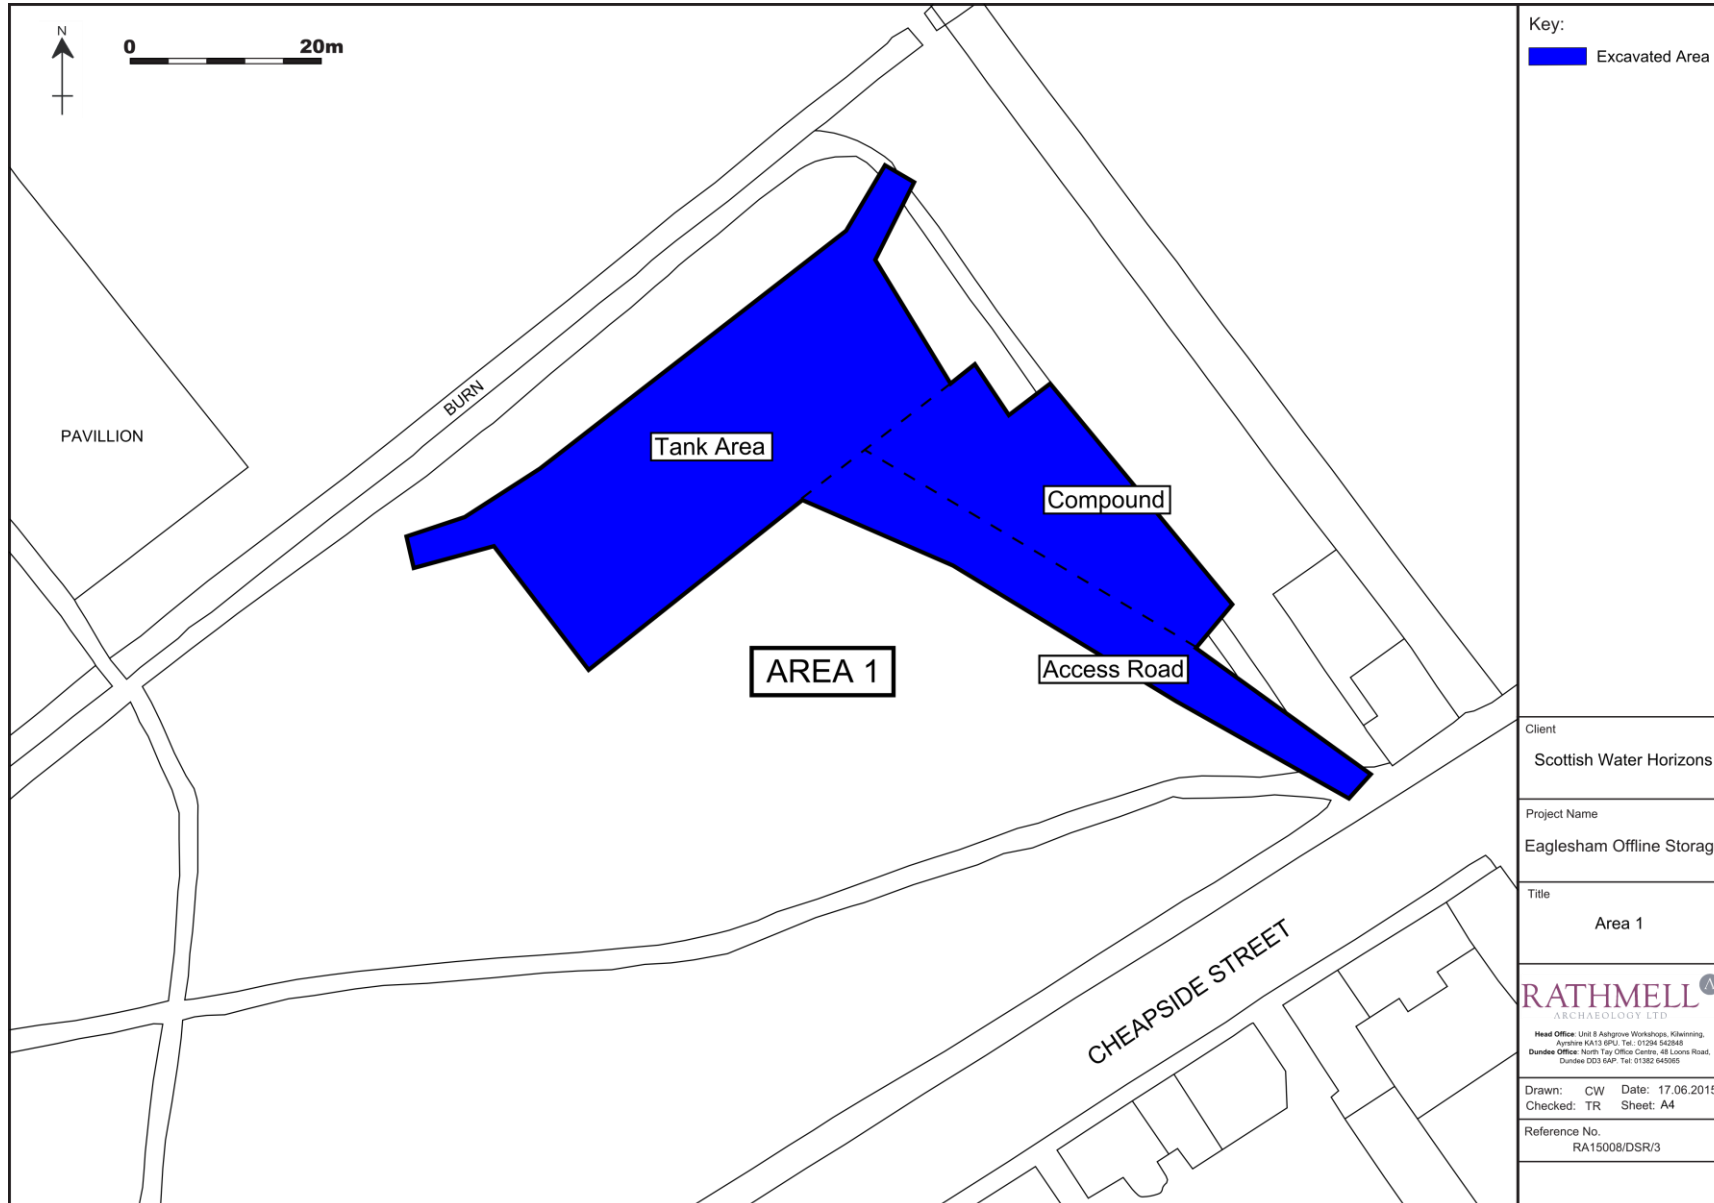 N
0 20m
PAVILLION
BURN
Tank Area
Compound
Access Road
AREA 1
CHEAPSIDE STREET
Key:
Excavated Area
Client
Scottish Water Horizons
Project Name
Eaglesham Offline Storag
Title
Area 1
RATHMELL
ARCHAEOLOGY LTD
Head Office: Unit 8 Ashgrove Workshops, Kilwinning,
Ayrshire KA13 6PU. Tel.: 01294 542848
Dundee Office: North Tay Office Centre, 48 Loons Road,
Dundee DD3 6AP. Tel: 01382 645065
Drawn: CW Date: 17.06.2015
Checked: TR Sheet: A4
Reference No.
RA15008/DSR/3